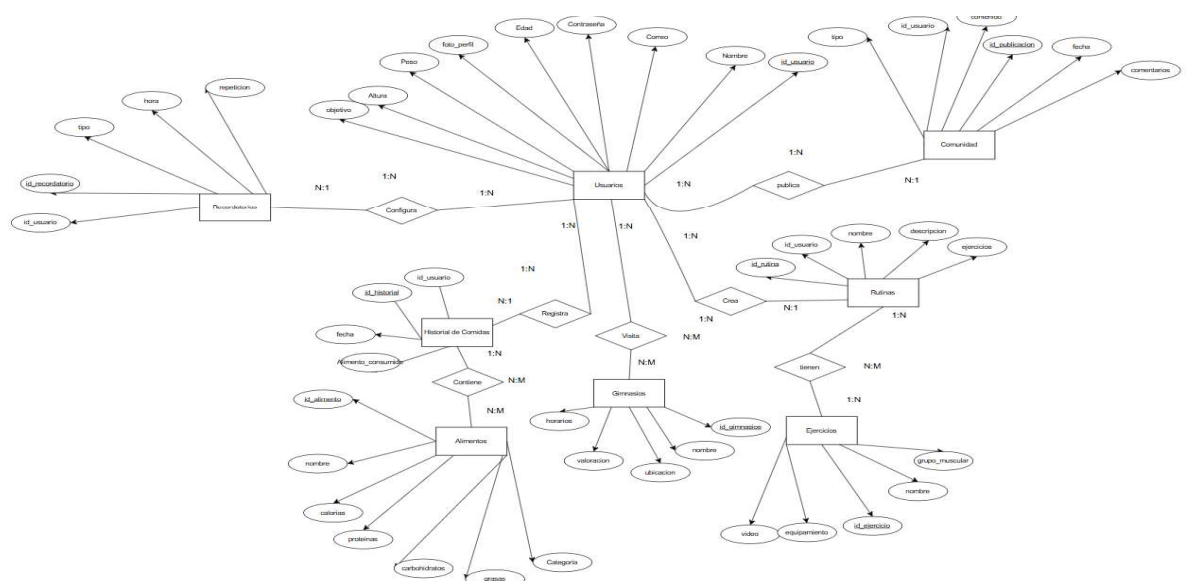 Edad
Contraseña
Correo
foto_perfil
Nombre
id_usuario
Peso
Altura
objetivo
Usuarios
id_usuario
contenido
tipo
id_publicacion
fecha
comentarios
Comunidad
1:N
1:N
publica
N:1
repeticion
hora
tipo
id_recordatorio
id_usuario
Recordatorios
N:1
1:N
Configura
1:N
1:N
1:N
1:N
id_usuario
id_historial
fecha
Alimento_consumido
Historial de Comidas
1:N
N:1
Registra
1:N
Contiene
N:M
N:M
id_alimento
nombre
calorias
proteinas
carbohidratos
grasas
Categoria
Alimentos
Visita
N:M
N:M
Gimnasios
horarios
valoracion
ubicacion
nombre
id_gimnasios
Crea
1:N
N:1
id_rutina
id_usuario
nombre
descripcion
ejercicios
Rutinas
1:N
tienen
N:M
1:N
Ejercicios
grupo_muscular
nombre
id_ejercicio
equipamiento
video